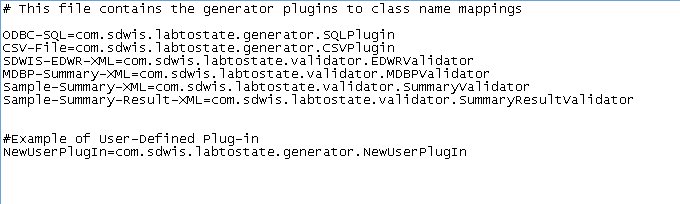 # This file contains the generator plugins to class name mappings
ODBC-SQL=com.sdwis.labtostate.generator.SQLPlugin
CSV-File=com.sdwis.labtostate.generator.CSVPlugin
SDWIS-EDWR-XML=com.sdwis.labtostate.validator.EDWRValidator
MDBP-Summary-XML=com.sdwis.labtostate.validator.MDBPValidator
Sample-Summary-XML=com.sdwis.labtostate.validator.SummaryValidator
Sample-Summary-Result-XML=com.sdwis.labtostate.validator.SummaryResultValidator
#Example of User-Defined Plug-in
NewUserPlugIn=com.sdwis.labtostate.generator.NewUserPlugIn